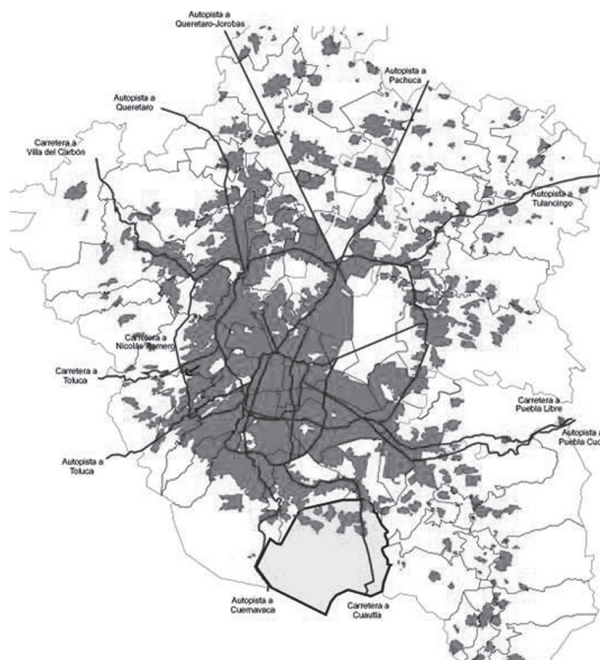 Autopista a
Queretaro-Jorobas
Autopista a
Pachuca
Autopista a
Queretaro
Carretera a
Villa del Carbón
Autopista a
Tulancingo
Carretera a
Nicolás Romero
Carretera a
Toluca
Carretera a
Puebla Libre
Autopista a
Puebla Cuo
Autopista a
Toluca
Autopista a
Cuernavaca
Carretera a
Cuautla